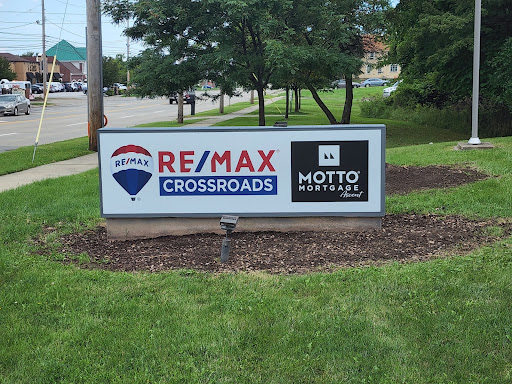 RE/MAX
RE/MAX
CROSSROADS
MOTTO
MORTGAGE
Ascent